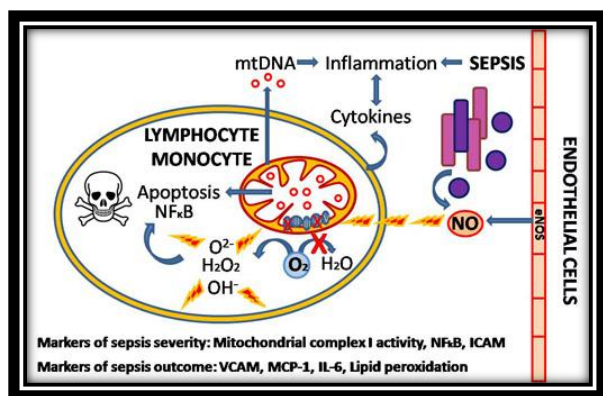 mtDNA Inflammation SEPSIS
Cytokines
LYMPHOCYTE
MONOCYTE
Apoptosis
NFκB
O²⁻
H₂O₂
OH⁻
O₂
X
H₂O
NO
eNOS
ENDOTHELIAL CELLS
Markers of sepsis severity: Mitochondrial complex I activity, NFκB, ICAM
Markers of sepsis outcome: VCAM, MCP-1, IL-6, Lipid peroxidation